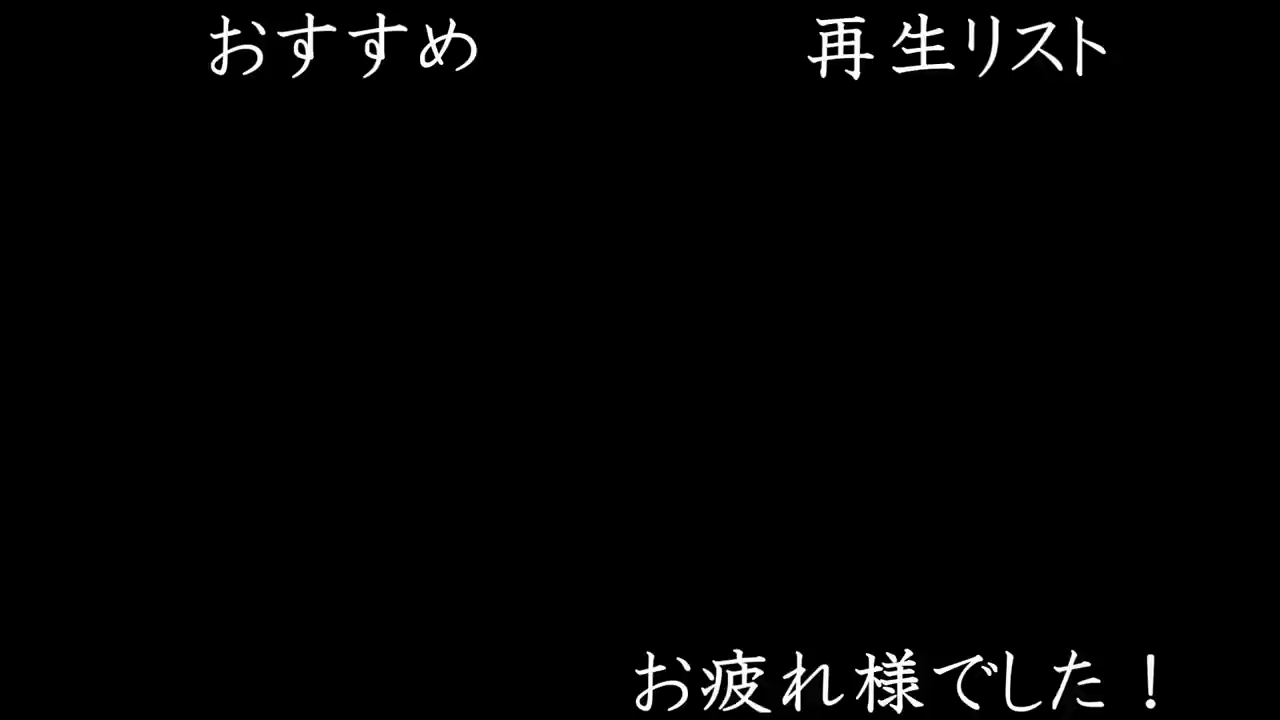 おすすめ
再生リスト
お疲れ様でした！